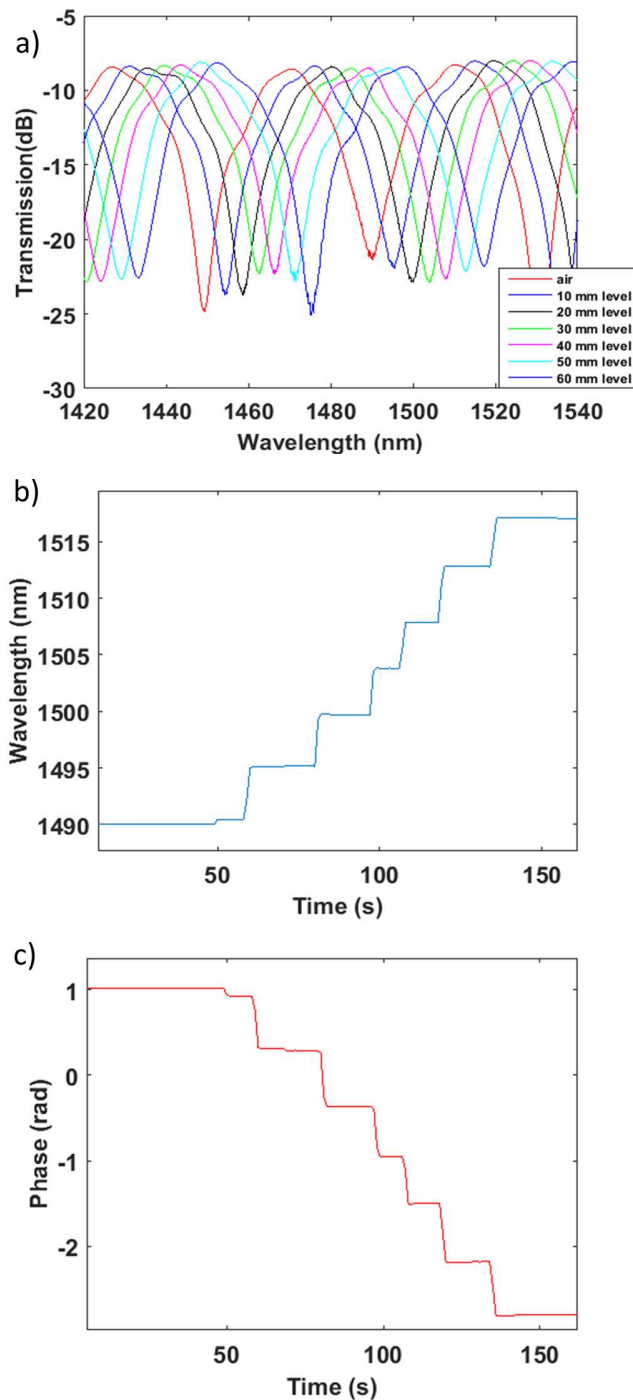 a)
-5
-10
-15
-20
-25
-30
Transmission(dB)
air
10 mm level
20 mm level
30 mm level
40 mm level
50 mm level
60 mm level
1420 1440 1460 1480 1500 1520 1540
Wavelength (nm)
b)
1515
1510
1505
1500
1495
1490
Wavelength (nm)
50 100 150
Time (s)
c)
1
0
-1
-2
Phase (rad)
50 100 150
Time (s)